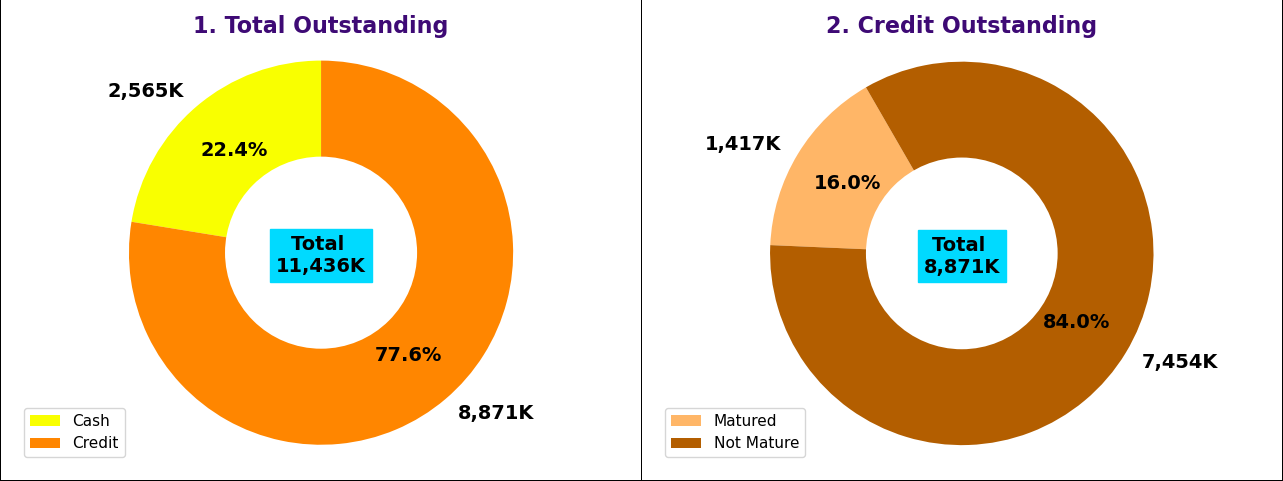 1. Total Outstanding
2,565K
22.4%
Total
11,436K
77.6%
8,871K
Cash
Credit
2. Credit Outstanding
1,417K
16.0%
Total
8,871K
84.0%
7,454K
Matured
Not Mature